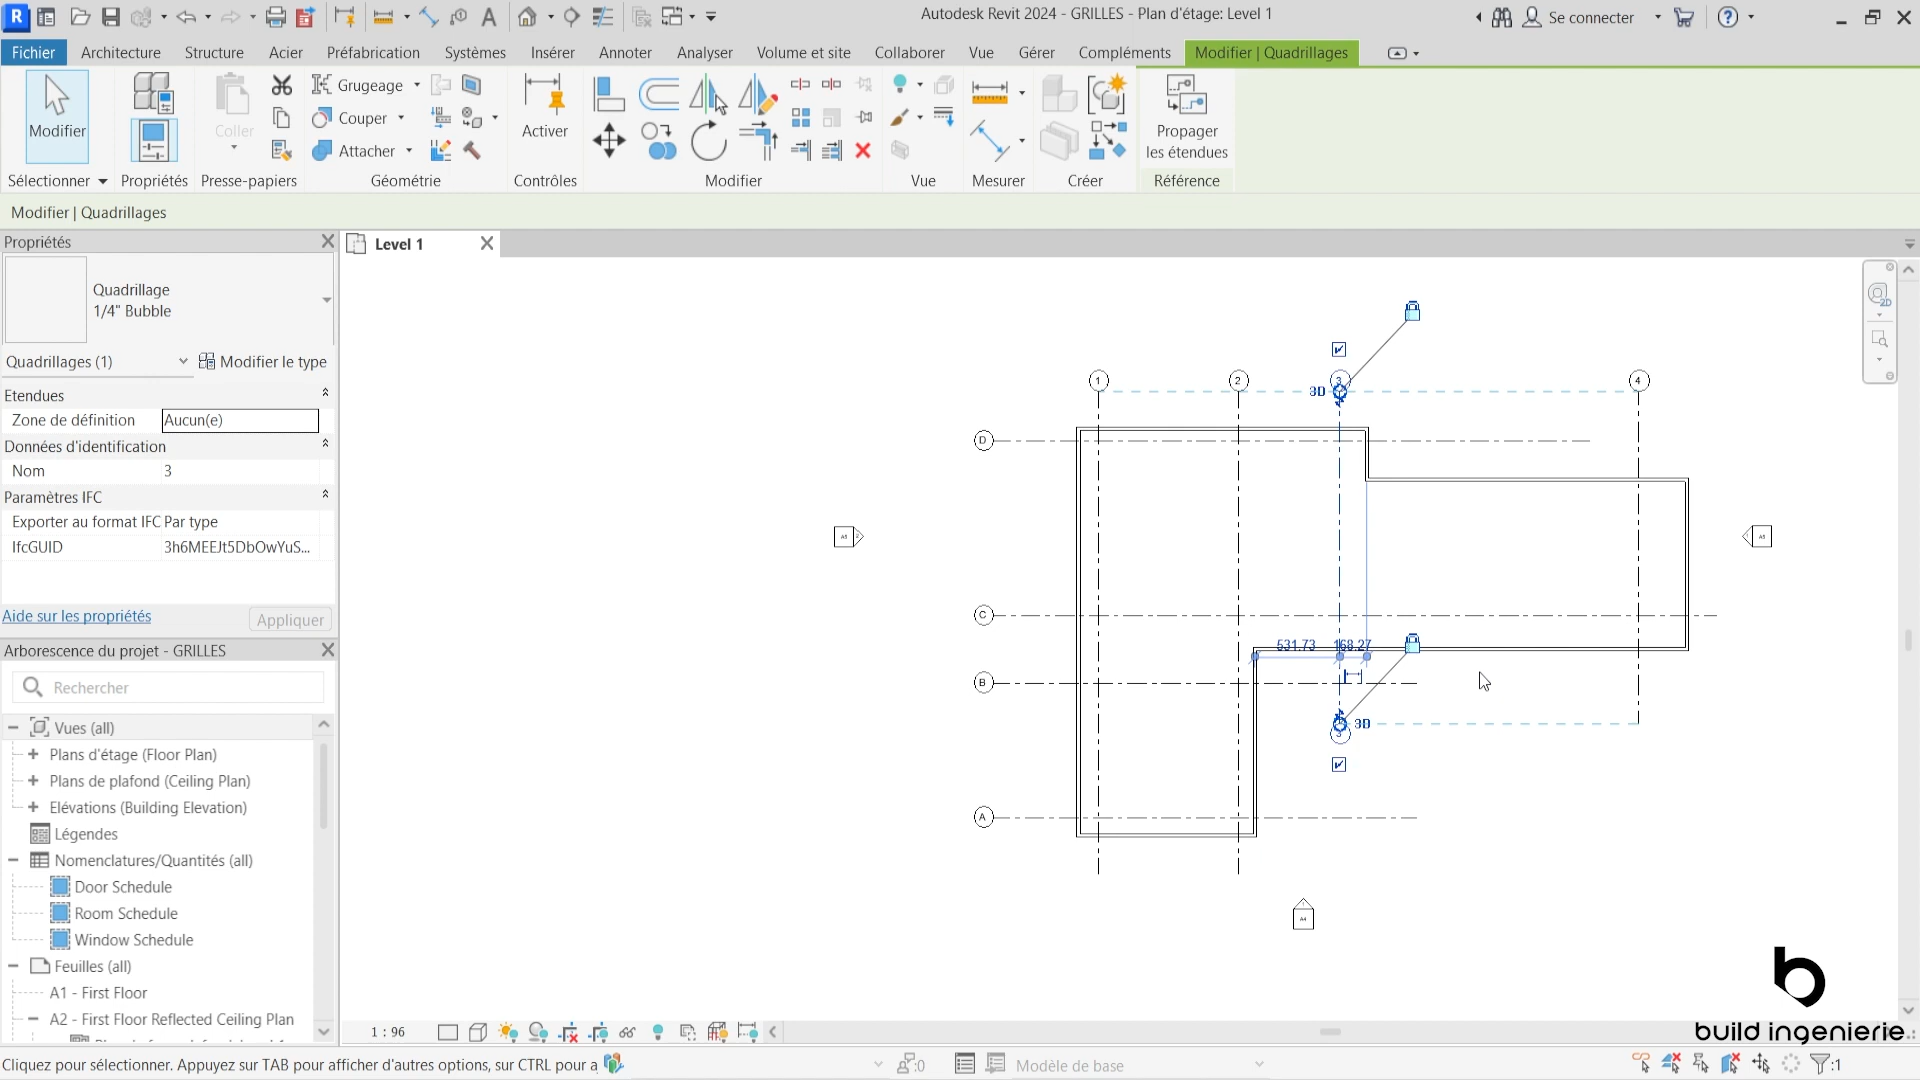 Autodesk Revit 2024 - GRILLES - Plan d'étage: Level 1
Se connecter
Fichier Architecture Structure Acier Préfabrication Systèmes Insérer Annoter Analyser Volume et site Collaborer Vue Gérer Compléments Modifier | Quadrillages
Modifier
Coller
Grugeage
Couper
Attacher
Activer
Propager
les étendues
Sélectionner Propriétés Presse-papiers Géométrie Contrôles Modifier Vue Mesurer Créer Référence
Modifier | Quadrillages
Propriétés
Level 1
Quadrillage
1/4" Bubble
Quadrillages (1) Modifier le type
Etendues
Zone de définition Aucun(e)
Données d'identification
Nom 3
Paramètres IFC
Exporter au format IFC Par type
IfcGUID 3h6MEEJt5DbOwYuS...
Aide sur les propriétés Appliquer
Arborescence du projet - GRILLES
Rechercher
Vues (all)
Plans d'étage (Floor Plan)
Plans de plafond (Ceiling Plan)
Elévations (Building Elevation)
Légendes
Nomenclatures/Quantités (all)
Door Schedule
Room Schedule
Window Schedule
Feuilles (all)
A1 - First Floor
A2 - First Floor Reflected Ceiling Plan
1 2 3 4
3D
D
C
531.73 168.27
B
3D
3
A
A4
1 : 96
build ingenierie
Cliquez pour sélectionner. Appuyez sur TAB pour afficher d'autres options, sur CTRL pour a
:0
Modèle de base
:1